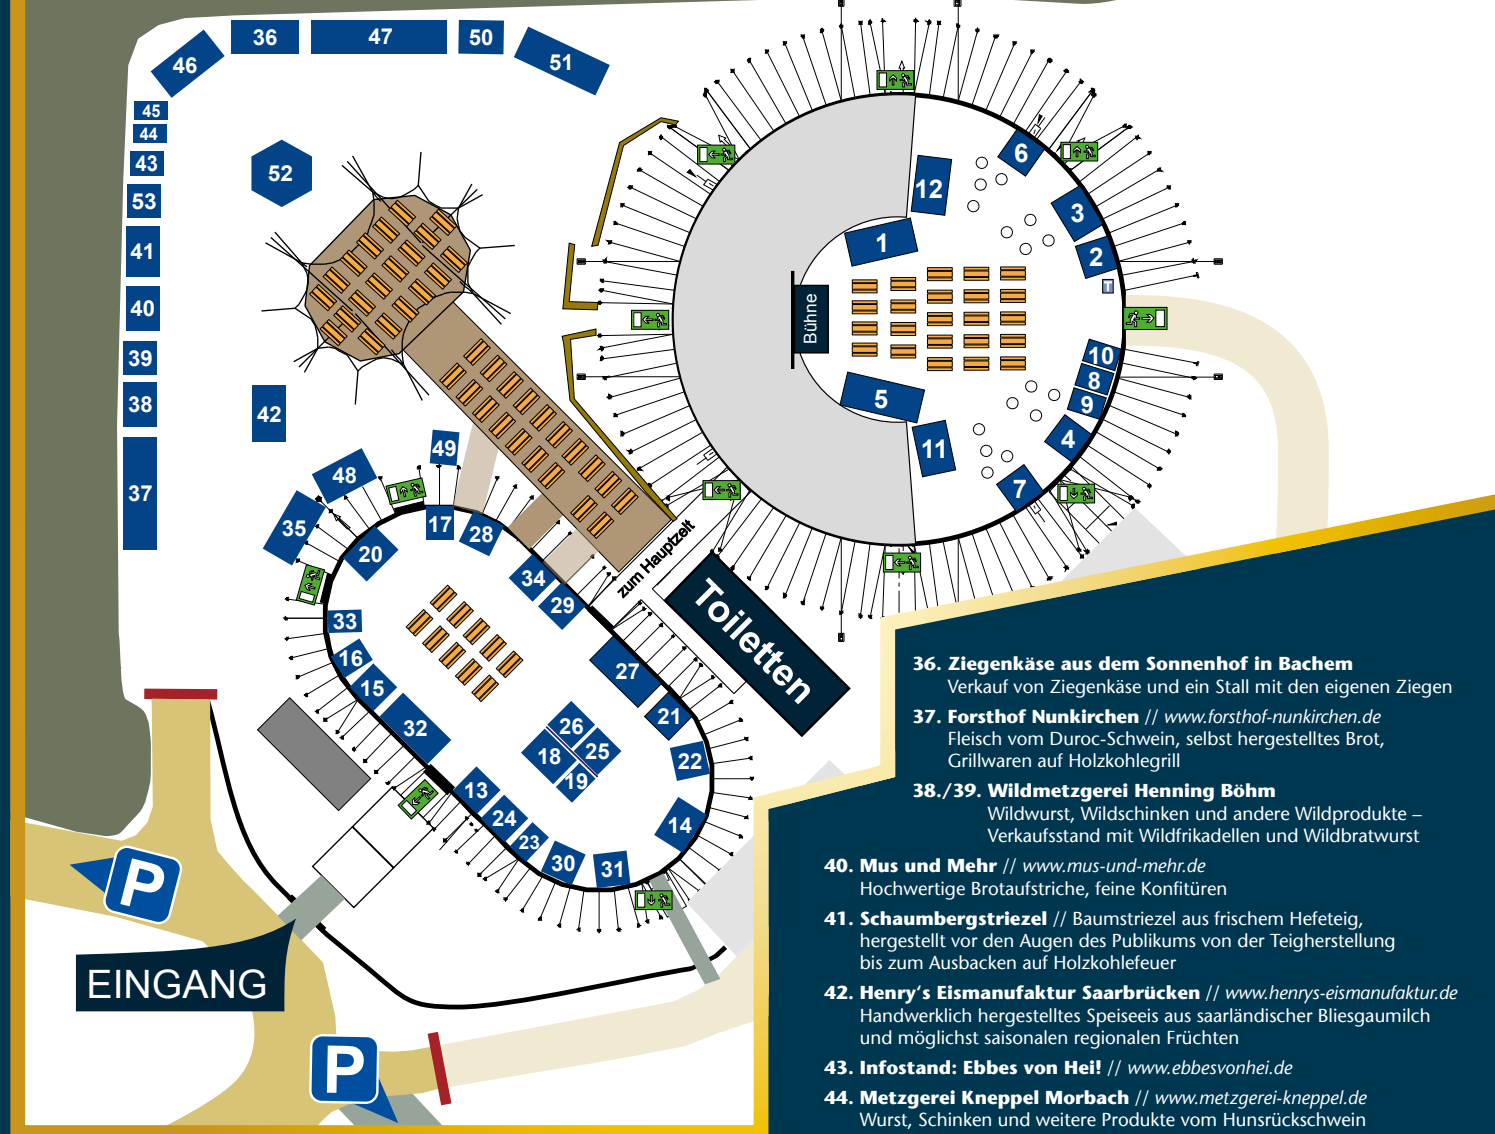 36
47
50
51
46
45
44
43
53
41
40
39
38
37
52
42
49
48
35
6
12
3
1
2
T
Bühne
10
8
9
5
4
11
7
17
28
20
34
29
zum Hauptzelt
Toiletten
33
16
15
32
27
21
26
25
18
19
22
13
24
23
14
30
31
P
EINGANG
P
36. Ziegenkäse aus dem Sonnenhof in Bachem
Verkauf von Ziegenkäse und ein Stall mit den eigenen Ziegen
37. Forsthof Nunkirchen // www.forsthof-nunkirchen.de
Fleisch vom Duroc-Schwein, selbst hergestelltes Brot,
Grillwaren auf Holzkohlegrill
38./39. Wildmetzgerei Henning Böhm
Wildwurst, Wildschinken und andere Wildprodukte –
Verkaufsstand mit Wildfrikadellen und Wildbratwurst
40. Mus und Mehr // www.mus-und-mehr.de
Hochwertige Brotaufstriche, feine Konfitüren
41. Schaumbergstriezel // Baumstriezel aus frischem Hefeteig,
hergestellt vor den Augen des Publikums von der Teigherstellung
bis zum Ausbacken auf Holzkohlefeuer
42. Henry's Eismanufaktur Saarbrücken // www.henrys-eismanufaktur.de
Handwerklich hergestelltes Speiseeis aus saarländischer Bliesgaumilch
und möglichst saisonalen regionalen Früchten
43. Infostand: Ebbes von Hei! // www.ebbesvonhei.de
44. Metzgerei Kneppel Morbach // www.metzgerei-kneppel.de
Wurst, Schinken und weitere Produkte vom Hunsrückschwein